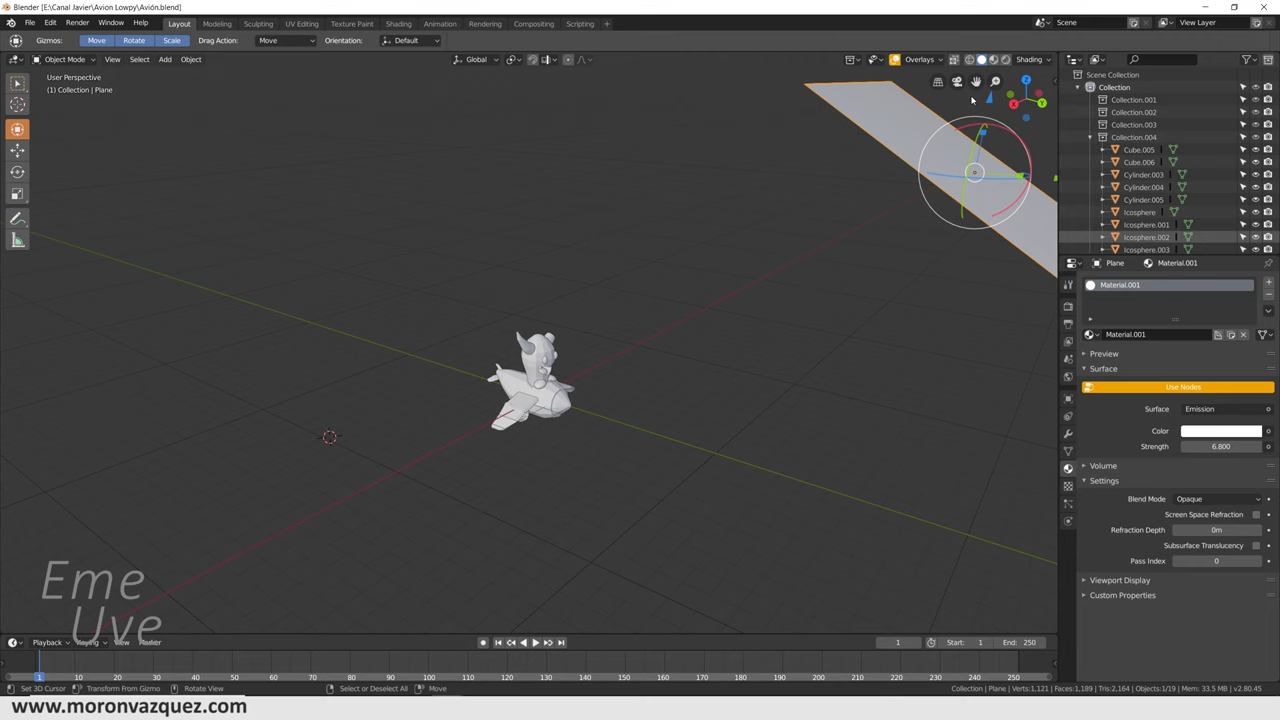 Blender [E:\Canal Javier\Avion Lowpy\Avión.blend]
File Edit Render Window Help Layout Modeling Sculpting UV Editing Texture Paint Shading Animation Rendering Compositing Scripting + Scene View Layer
Gizmos: Move Rotate Scale Drag Action: Move Orientation: Default
Object Mode View Select Add Object Global Overlays Shading
User Perspective
(1) Collection | Plane
Z
X
Y
Scene Collection
Collection
Collection.001
Collection.002
Collection.003
Collection.004
Cube.005
Cube.006
Cylinder.003
Cylinder.004
Cylinder.005
Icosphere
Icosphere.001
Icosphere.002
Icosphere.003
Plane Material.001
Material.001
Material.001
Preview
Surface
Use Nodes
Surface Emission
Color
Strength 6.800
Volume
Settings
Blend Mode Opaque
Screen Space Refraction
Refraction Depth 0m
Subsurface Translucency
Pass Index 0
Viewport Display
Custom Properties
Eme
Uve
Playback Keying View Marker 1 Start: 1 End: 250
1 10 20 30 40 50 60 70 80 90 100 110 120 130 140 150 160 170 180 190 200 210 220 230 240 250
Set 3D Cursor Transform From Gizmo Rotate View Select or Deselect All Move Collection | Plane | Verts:1,121 | Faces:1,189 | Tris:2,164 | Objects:1/19 | Mem: 33.5 MB | v2.80.45
www.moronvazquez.com